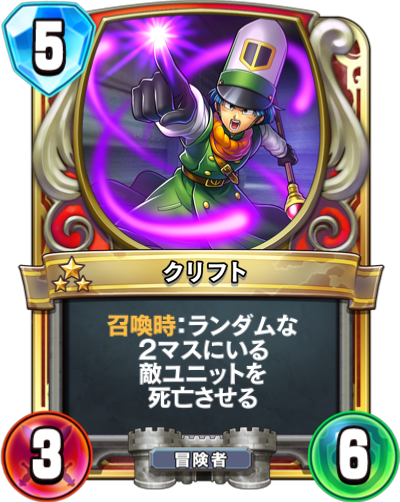 5
クリフト
召喚時:ランダムな
2マスにいる
敵ユニットを
死亡させる
3
冒険者
6